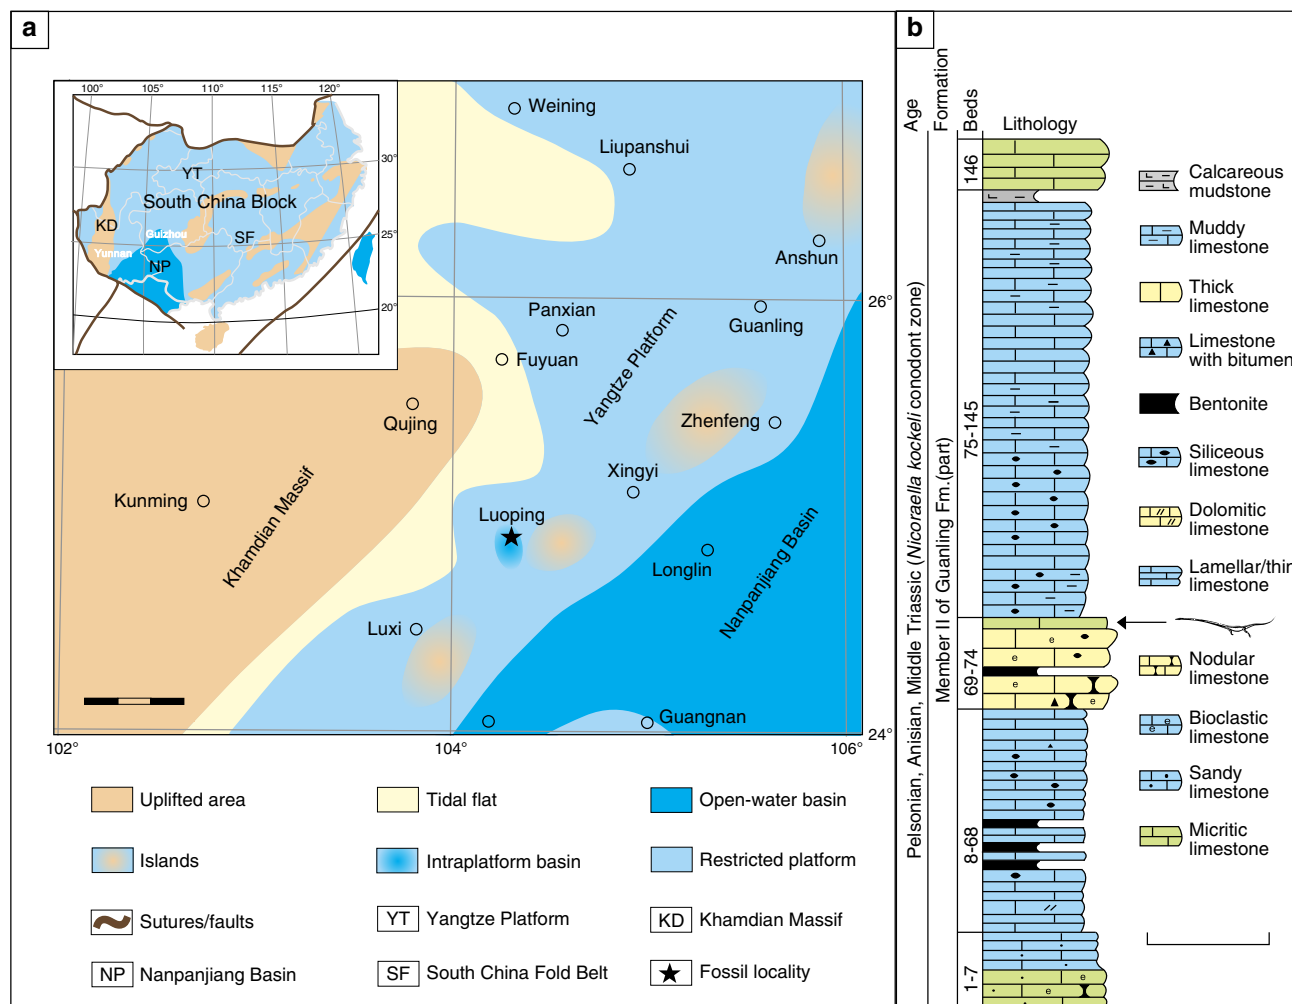 a
100°
105°
110°
115°
120°
30°
25°
20°
YT
South China Block
KD
Guizhou
SF
Yunnan
NP
Weining
Liupanshui
Anshun
26°
Panxian
Guanling
Fuyuan
Yangtze Platform
Qujing
Zhenfeng
Xingyi
Kunming
Khamdian Massif
Luoping
Longlin
Nanpanjiang Basin
Luxi
Guangnan
24°
102°
104°
106°
Uplifted area
Tidal flat
Open-water basin
Islands
Intraplatform basin
Restricted platform
Sutures/faults
YT Yangtze Platform
KD Khamdian Massif
NP Nanpanjiang Basin
SF South China Fold Belt
Fossil locality
b
Age
Formation
Beds
Lithology
Pelsonian, Anisian, Middle Triassic (Nicoraella kockeli conodont zone)
Member II of Guanling Fm.(part)
146
75-145
69-74
8-68
1-7
e
e
e
e
e
e
Calcareous
mudstone
Muddy
limestone
Thick
limestone
Limestone
with bitumen
Bentonite
Siliceous
limestone
Dolomitic
limestone
Lamellar/thin
limestone
Nodular
limestone
e
e
Bioclastic
limestone
Sandy
limestone
Micritic
limestone